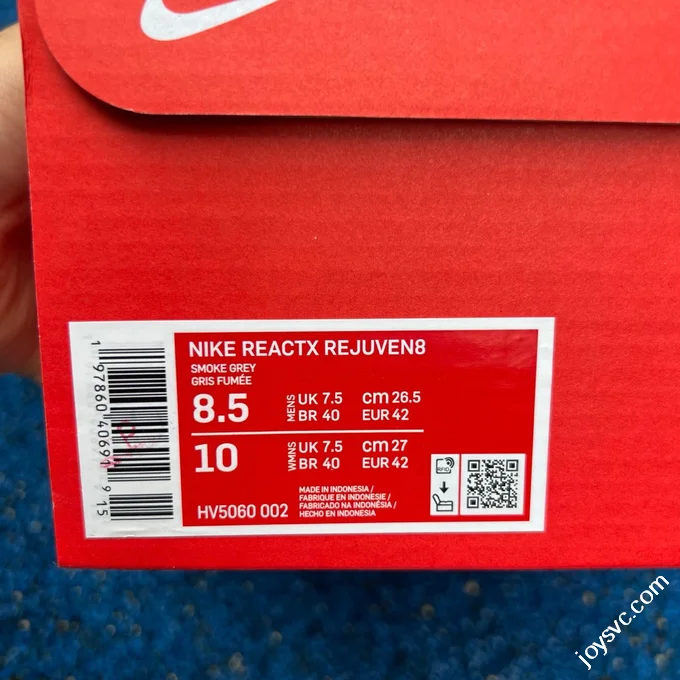 NIKE REACTX REJUVEN8
SMOKE GREY
GRIS FUMÉE
8.5 MENS UK 7.5 cm 26.5
BR 40 EUR 42
10 WMNS UK 7.5 cm 27
BR 40 EUR 42
HV5060 002
MADE IN INDONESIA /
FABRIQUE EN INDONESIE /
FABRICADO NA INDONÉSIA /
HECHO EN INDONESIA
RFID
1 97860 40691 9 15
joysvc.com